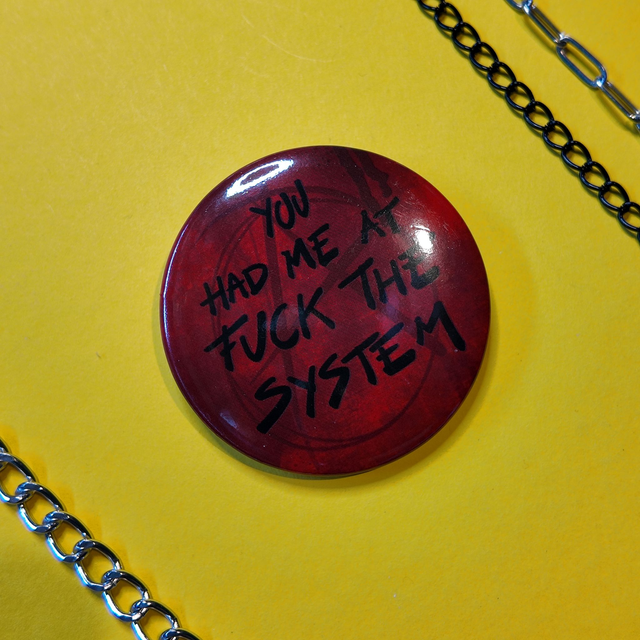 YOU
HAD ME AT
FUCK THE
SYSTEM